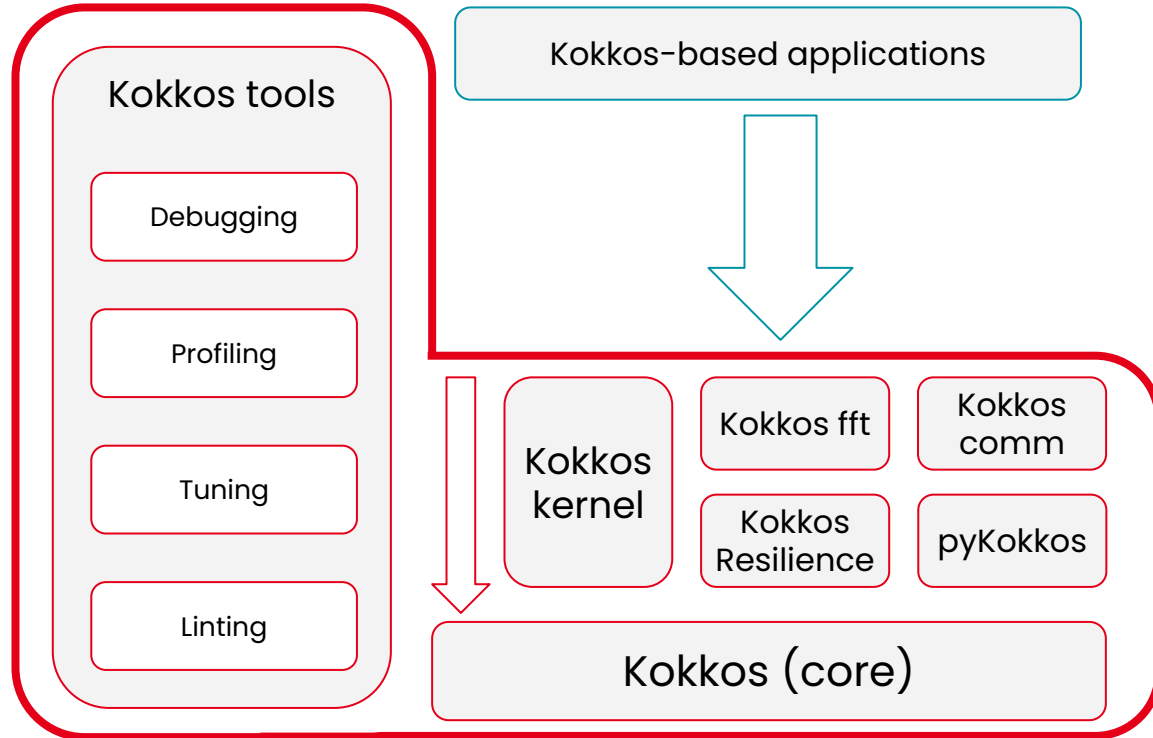 Kokkos-based applications
Kokkos tools
Debugging
Profiling
Tuning
Linting
Kokkos
kernel
Kokkos fft
Kokkos
comm
Kokkos
Resilience
pyKokkos
Kokkos (core)